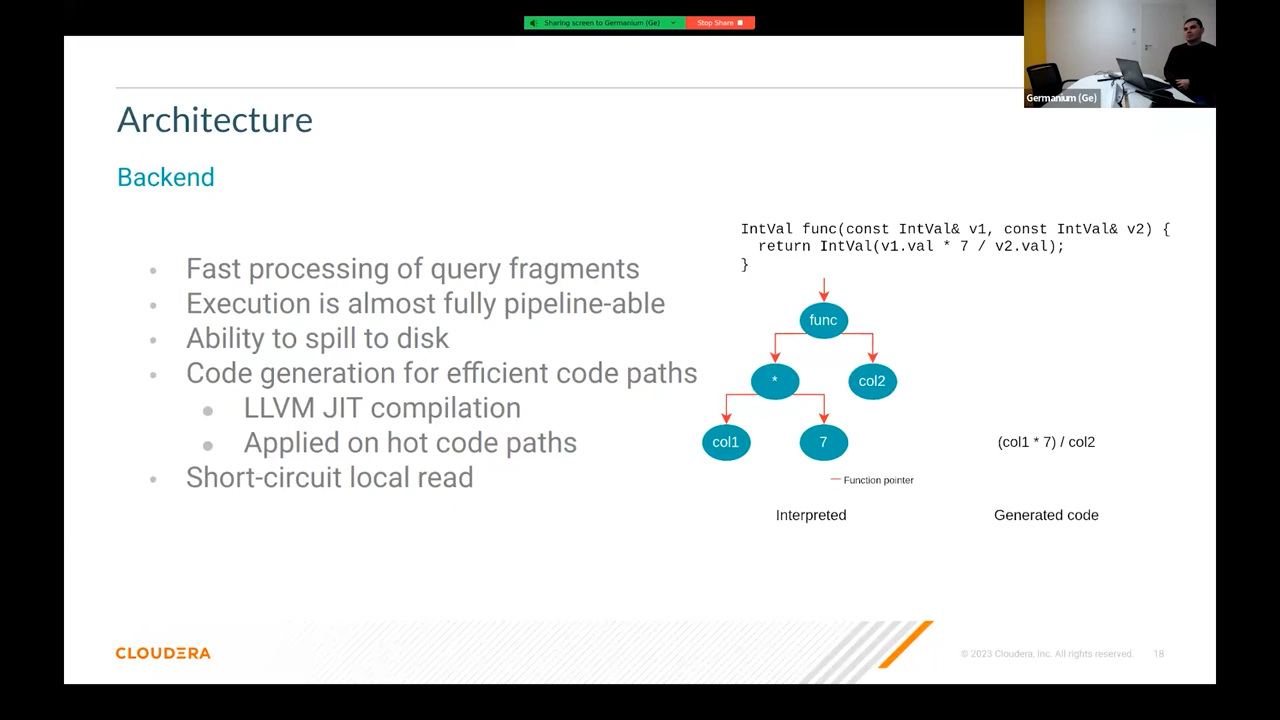 Sharing screen to Germanium (Ge)
Stop Share
Germanium (Ge)
Architecture
Backend
• Fast processing of query fragments
• Execution is almost fully pipeline-able
• Ability to spill to disk
• Code generation for efficient code paths
• LLVM JIT compilation
• Applied on hot code paths
• Short-circuit local read
IntVal func(const IntVal& v1, const IntVal& v2) {
return IntVal(v1.val * 7 / v2.val);
}
func
* col2
col1 7
Function pointer
Interpreted
(col1 * 7) / col2
Generated code
CLOUDERA
© 2023 Cloudera, Inc. All rights reserved. 18